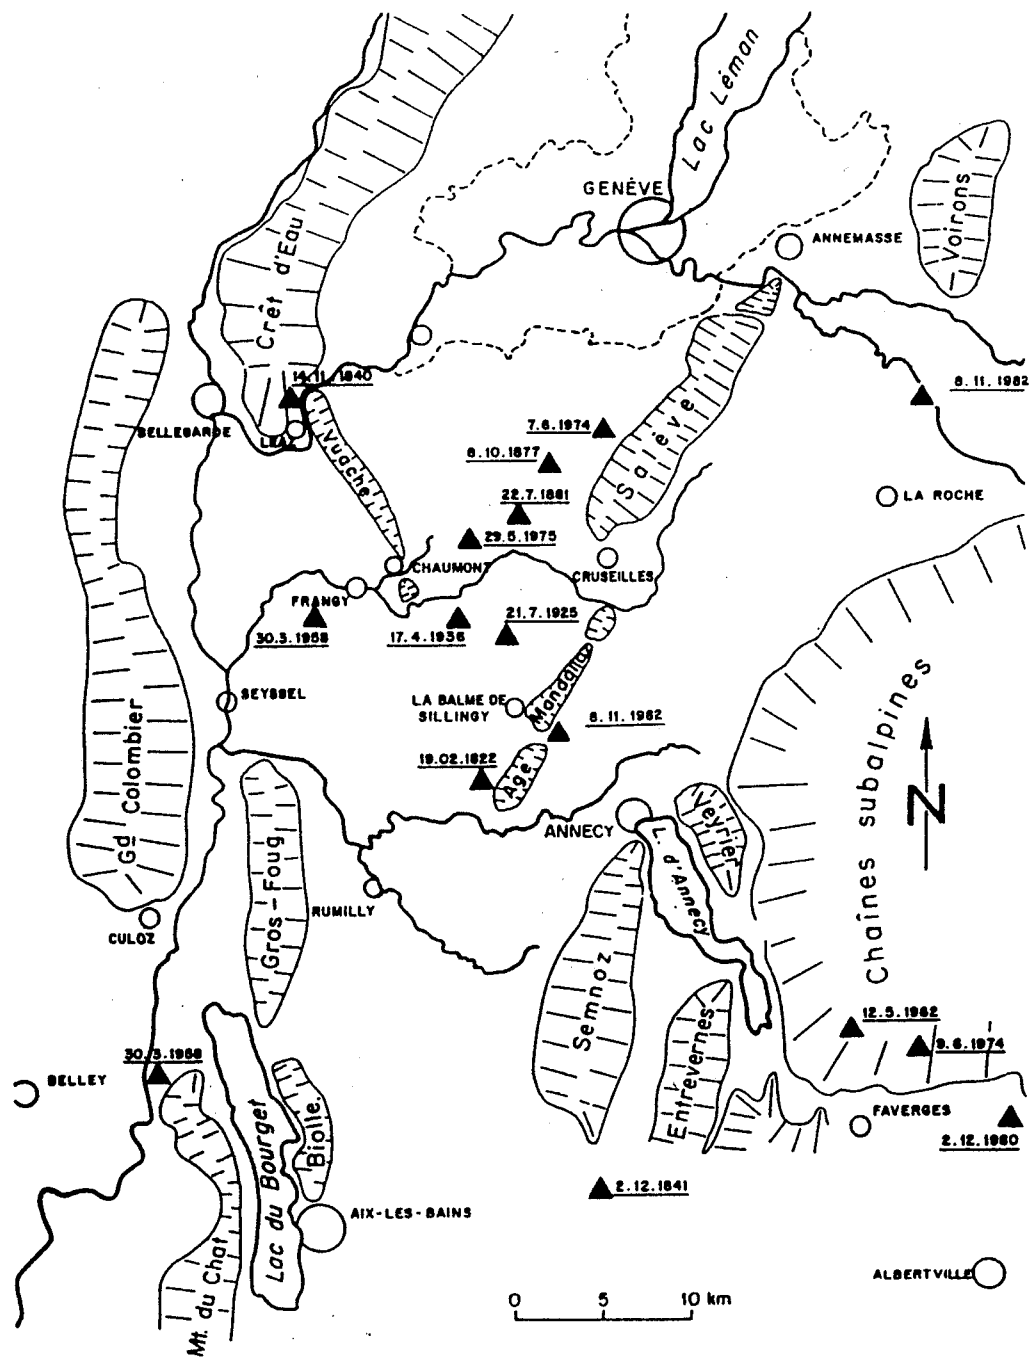 Lac Léman
GENÈVE
ANNEMASSE
Voirons
Crêt d'Eau
14.11.1840
8.11.1982
BELLEGARDE
LEAZ
Vuache
7.6.1974
8.10.1877
Salève
22.7.1881
LA ROCHE
29.5.1975
CHAUMONT
CRUSEILLES
FRANGY
30.3.1958
17.4.1936
21.7.1925
SEYSSEL
LA BALME DE
SILLINGY
Mandallaz
8.11.1982
Gd Colombier
19.02.1822
Age
Chaînes subalpines
N
ANNECY
Veyrier
L. d'Annecy
Gros-Foug
RUMILLY
CULOZ
Semnoz
Entrevernes
12.5.1982
9.6.1974
30.3.1958
BELLEY
Biolle
FAVERGES
2.12.1980
Lac du Bourget
2.12.1841
AIX-LES-BAINS
ALBERTVILLE
Mt. du Chat
0 5 10 km